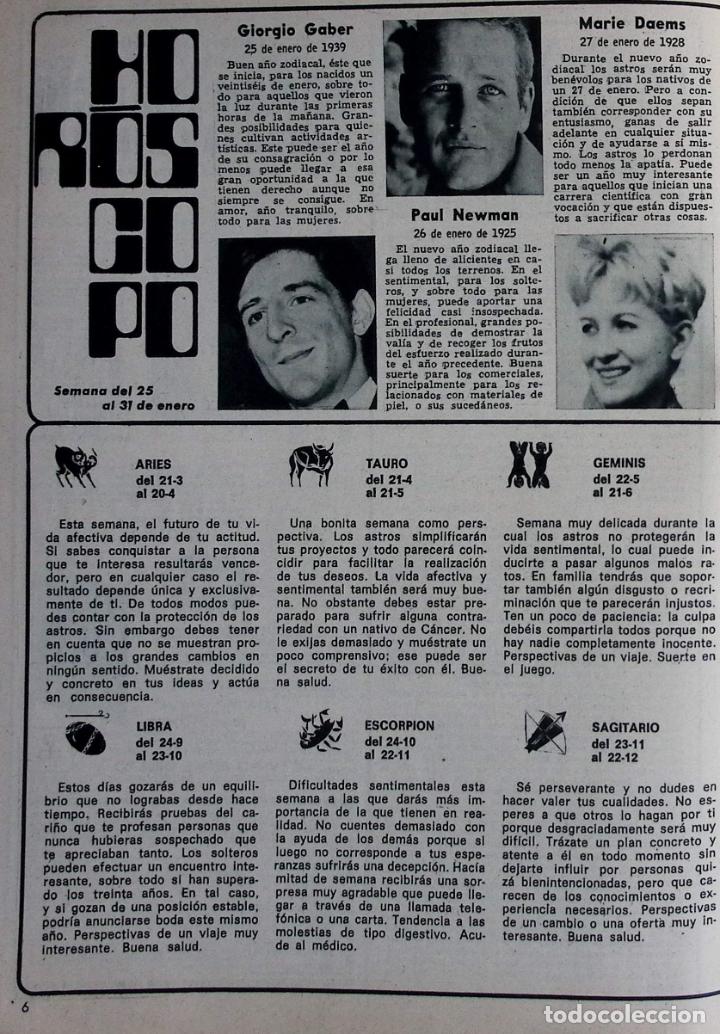 HO
RÓS
CO
PO
Semana del 25
al 31 de enero
Giorgio Gaber
25 de enero de 1939
Buen año zodiacal, éste que
se inicia, para los nacidos un
veintiséis de enero, sobre to-
do para aquellos que vieron
la luz durante las primeras
horas de la mañana. Gran-
des posibilidades para quie-
nes cultivan actividades ar-
tísticas. Este puede ser el año
de su consagración o por lo
menos puede llegar a esa
gran oportunidad a la que
tienen derecho aunque no
siempre se consigue. En
amor, año tranquilo, sobre
todo para las mujeres.
Paul Newman
26 de enero de 1925
El nuevo año zodiacal lle-
ga lleno de alicientes en ca-
si todos los terrenos. En el
sentimental, para los solte-
ros, y sobre todo para las
mujeres, puede aportar una
felicidad casi insospechada.
En el profesional, grandes po-
sibilidades de demostrar la
valía y de recoger los frutos
del esfuerzo realizado duran-
te el año precedente. Buena
suerte para los comerciales,
principalmente para los re-
lacionados con materiales de
piel, o sus sucedáneos.
Marie Daems
27 de enero de 1928
Durante el nuevo año zo-
diacal los astros serán muy
benévolos para los nativos de
un 27 de enero. Pero a con-
dición de que ellos sepan
también corresponder con su
entusiasmo, ganas de salir
adelante en cualquier situa-
ción y de ayudarse a sí mis-
mo. Los astros lo perdonan
todo menos la apatía. Puede
ser un año muy interesante
para aquellos que inician una
carrera científica con gran
vocación y que están dispues-
tos a sacrificar otras cosas.
ARIES
del 21-3
al 20-4
Esta semana, el futuro de tu vi-
da afectiva depende de tu actitud.
Si sabes conquistar a la persona
que te interesa resultarás vence-
dor, pero en cualquier caso el re-
sultado depende única y exclusiva-
mente de ti. De todos modos pue-
des contar con la protección de los
astros. Sin embargo debes tener
en cuenta que no se muestran pro-
picios a los grandes cambios en
ningún sentido. Muéstrate decidido
y concreto en tus ideas y actúa
en consecuencia.
TAURO
del 21-4
al 21-5
Una bonita semana como pers-
pectiva. Los astros simplificarán
tus proyectos y todo parecerá coin-
cidir para facilitar la realización
de tus deseos. La vida afectiva y
sentimental también será muy bue-
na. No obstante debes estar pre-
parado para sufrir alguna contra-
riedad con un nativo de Cáncer. No
le exijas demasiado y muéstrate un
poco comprensivo; ese puede ser
el secreto de tu éxito con él. Bue-
na salud.
GEMINIS
del 22-5
al 21-6
Semana muy delicada durante la
cual los astros no protegerán la
vida sentimental, lo cual puede in-
ducirte a pasar algunos malos ra-
tos. En familia tendrás que sopor-
tar también algún disgusto o recri-
minación que te parecerán injustos.
Ten un poco de paciencia: la culpa
debéis compartirla todos porque no
hay nadie completamente inocente.
Perspectivas de un viaje. Suerte en
el juego.
LIBRA
del 24-9
al 23-10
Estos días gozarás de un equili-
brio que no lograbas desde hace
tiempo. Recibirás pruebas del ca-
riño que te profesan personas que
nunca hubieras sospechado que
te apreciaban tanto. Los solteros
pueden efectuar un encuentro inte-
resante, sobre todo si han supera-
do los treinta años. En tal caso,
y si gozan de una posición estable,
podría anunciarse boda este mismo
año. Perspectivas de un viaje muy
interesante. Buena salud.
ESCORPION
del 24-10
al 22-11
Dificultades sentimentales esta
semana a las que darás más im-
portancia de la que tienen en rea-
lidad. No cuentes demasiado con
la ayuda de los demás porque si
luego no corresponde a tus espe-
ranzas sufrirás una decepción. Hacia
mitad de semana recibirás una sor-
presa muy agradable que puede lle-
gar a través de una llamada tele-
fónica o una carta. Tendencia a las
molestias de tipo digestivo. Acu-
de al médico.
SAGITARIO
del 23-11
al 22-12
Sé perseverante y no dudes en
hacer valer tus cualidades. No es-
peres a que otros lo hagan por ti
porque desgraciadamente será muy
difícil. Trázate un plan concreto y
atente a él en todo momento sin
dejarte influir por personas qui-
zá bienintencionadas, pero que ca-
recen de los conocimientos o ex-
periencia necesarios. Perspectivas
de un cambio o una oferta muy in-
teresante. Buena salud.
6
todocoleccion